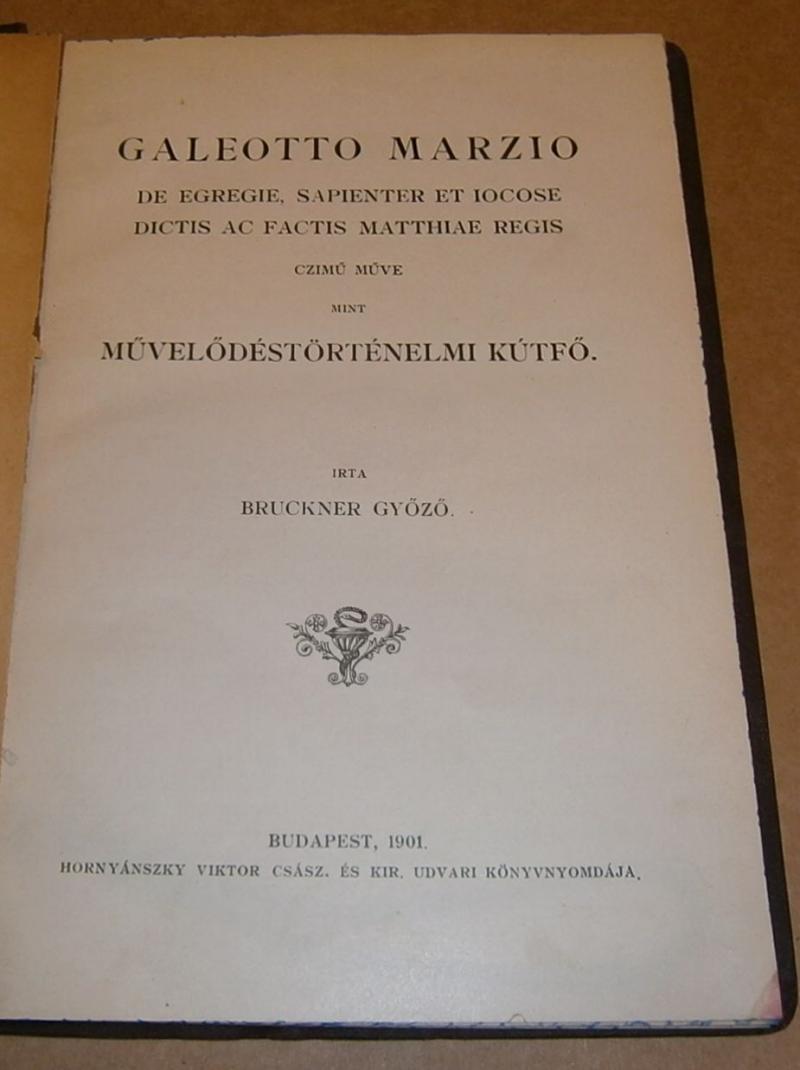 GALEOTTO MARZIO
DE EGREGIE, SAPIENTER ET IOCOSE
DICTIS AC FACTIS MATTHIAE REGIS
CZIMŰ MŰVE
MINT
MŰVELŐDÉSTÖRTÉNELMI KÚTFŐ.
IRTA
BRUCKNER GYŐZŐ.
BUDAPEST, 1901.
HORNYÁNSZKY VIKTOR CSÁSZ. ÉS KIR. UDVARI KÖNYVNYOMDÁJA.